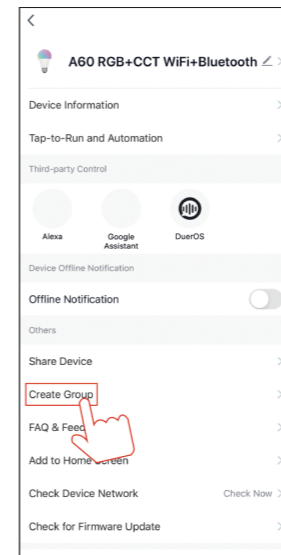 A60 RGB+CCT WiFi+Bluetooth
Device Information
Tap-to-Run and Automation
Third-party Control
Alexa
Google
Assistant
DuerOS
Device Offline Notification
Offline Notification
Others
Share Device
Create Group
FAQ &
Add to Home Screen
Check Device Network Check Now
Check for Firmware Update